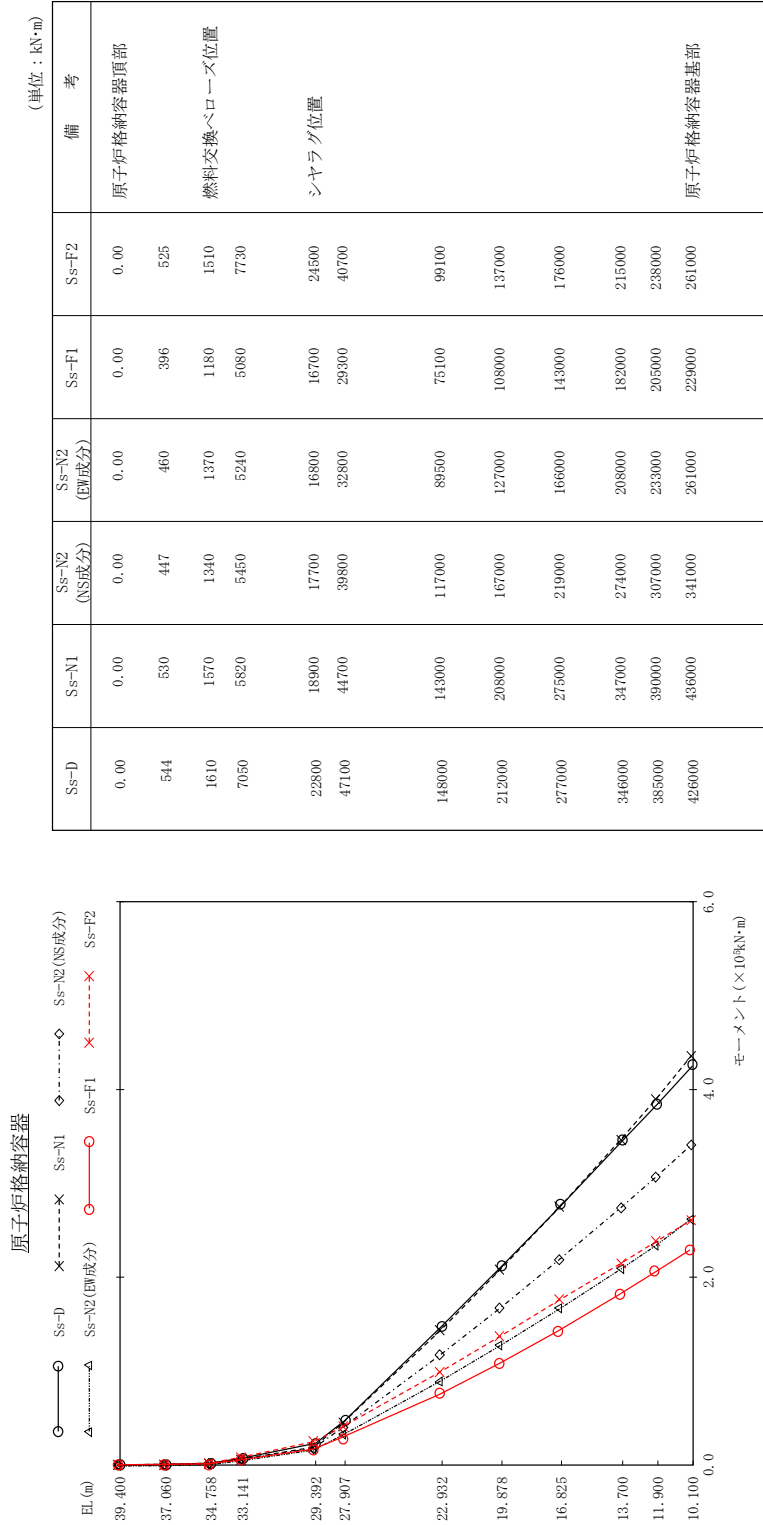 原子炉格納容器
Ss-D Ss-N1 Ss-N2(NS成分)
Ss-N2(EW成分) Ss-F1 Ss-F2
EL(m)
39.400
37.060
34.758
33.141
29.392
27.907
22.932
19.878
16.825
13.700
11.900
10.100
0.0 2.0 4.0 6.0
モーメント(×10⁵kN・m)
(単位：kN・m)
Ss-D Ss-N1 Ss-N2(NS成分) Ss-N2(EW成分) Ss-F1 Ss-F2 備 考
0.00 0.00 0.00 0.00 0.00 0.00 原子炉格納容器頂部
544 530 447 460 396 525
1610 1570 1340 1370 1180 1510 燃料交換ベローズ位置
7050 5820 5450 5240 5080 7730
22800 18900 17700 16800 16700 24500 シヤラグ位置
47100 44700 39800 32800 29300 40700
148000 143000 117000 89500 75100 99100
212000 208000 167000 127000 108000 137000
277000 275000 219000 166000 143000 176000
346000 347000 274000 208000 182000 215000
385000 390000 307000 233000 205000 238000
426000 436000 341000 261000 229000 261000 原子炉格納容器基部